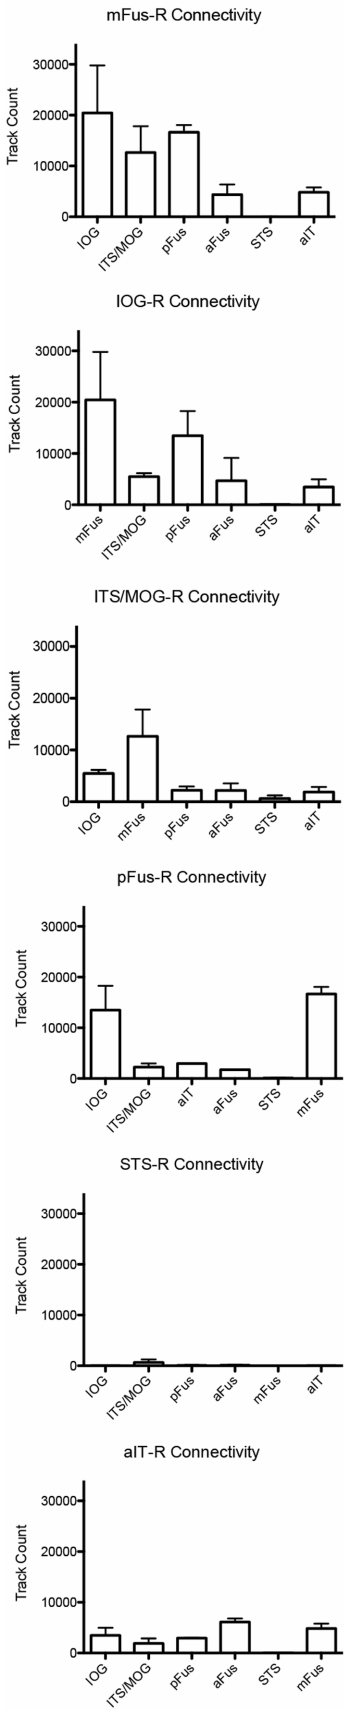 mFus-R Connectivity
Track Count
30000
20000
10000
0
IOG
ITS/MOG
pFus
aFus
STS
aIT
IOG-R Connectivity
Track Count
30000
20000
10000
0
mFus
ITS/MOG
pFus
aFus
STS
aIT
ITS/MOG-R Connectivity
Track Count
30000
20000
10000
0
IOG
mFus
pFus
aFus
STS
aIT
pFus-R Connectivity
Track Count
30000
20000
10000
0
IOG
ITS/MOG
aIT
aFus
STS
mFus
STS-R Connectivity
Track Count
30000
20000
10000
0
IOG
ITS/MOG
pFus
aFus
mFus
aIT
aIT-R Connectivity
Track Count
30000
20000
10000
0
IOG
ITS/MOG
pFus
aFus
STS
mFus